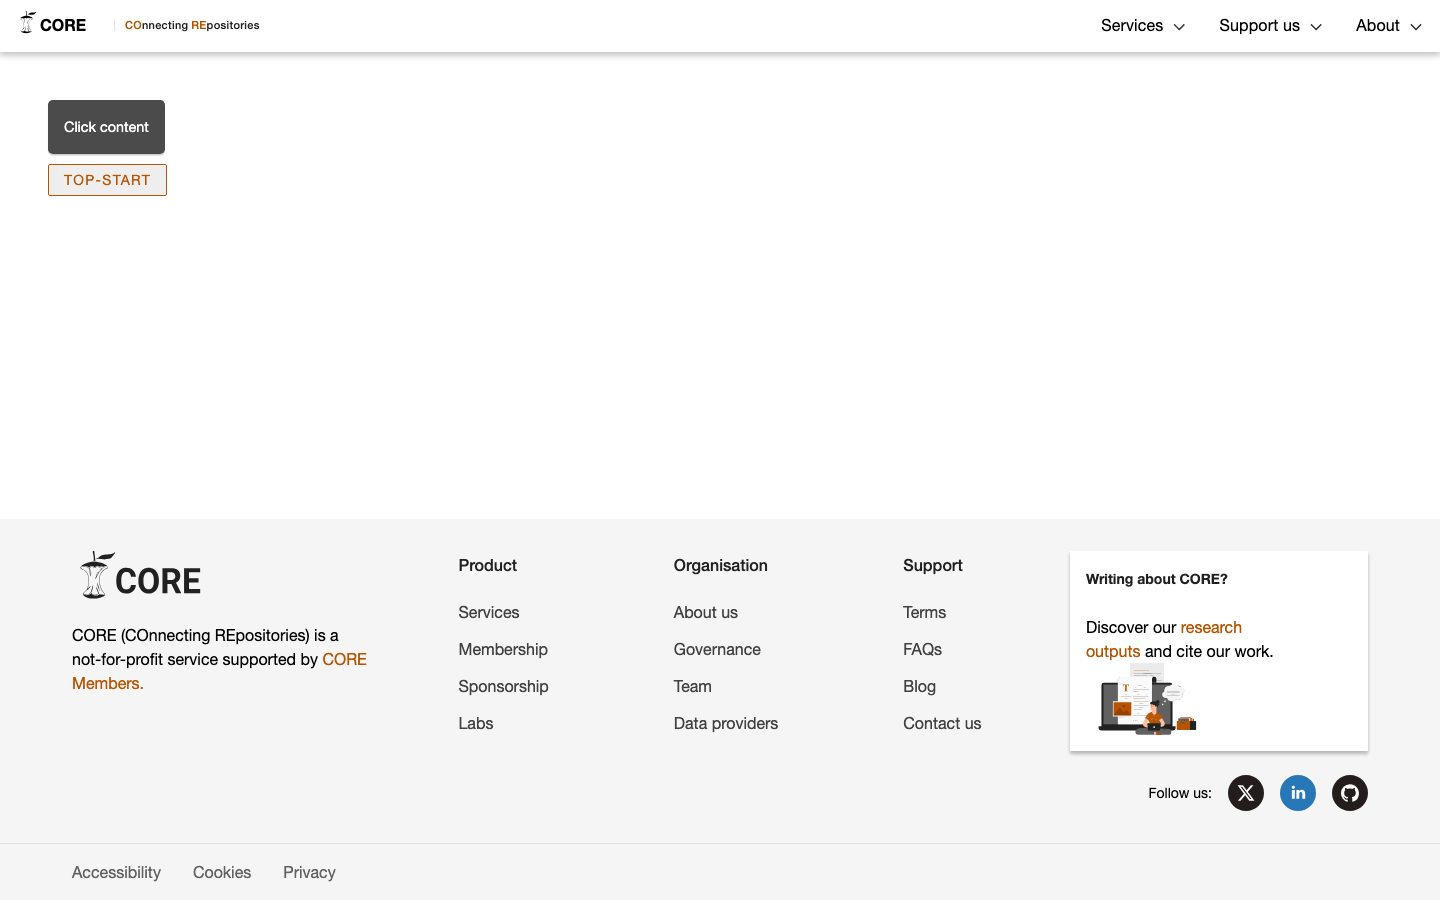 CORE
COnnecting REpositories
Services
Support us
About
Click content
TOP-START
CORE
CORE (COnnecting REpositories) is a
not-for-profit service supported by CORE
Members.
Product
Services
Membership
Sponsorship
Labs
Organisation
About us
Governance
Team
Data providers
Support
Terms
FAQs
Blog
Contact us
Writing about CORE?
Discover our research
outputs and cite our work.
T
Follow us:
in
Accessibility
Cookies
Privacy